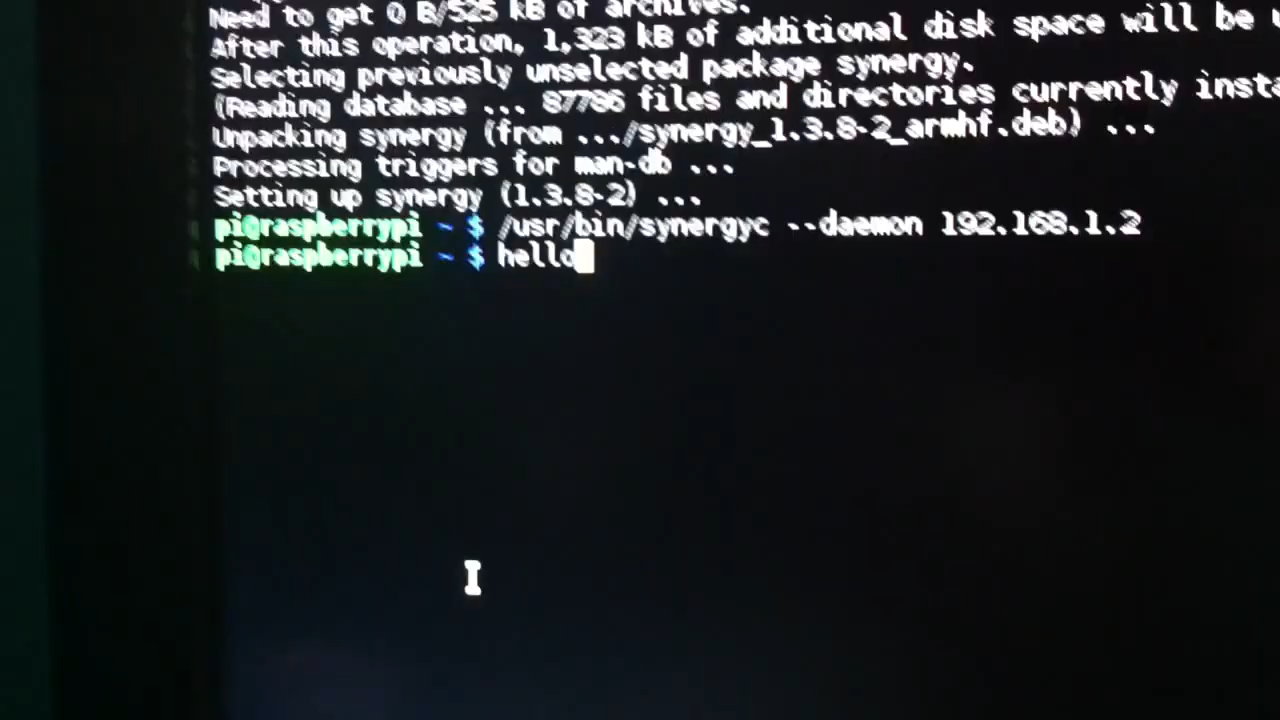 Need to get 0 B/525 kB of archives.
After this operation, 1,323 kB of additional disk space will be
Selecting previously unselected package synergy.
(Reading database ... 87786 files and directories currently insta
Unpacking synergy (from .../synergy_1.3.8-2_armhf.deb) ...
Processing triggers for man-db ...
Setting up synergy (1.3.8-2) ...
pi@raspberrypi ~ $ /usr/bin/synergyc --daemon 192.168.1.2
pi@raspberrypi ~ $ hello